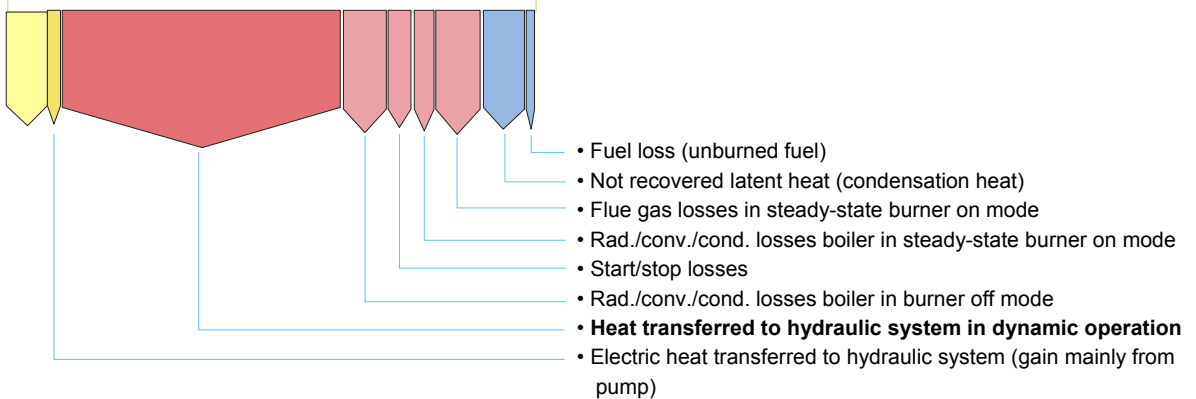 • Fuel loss (unburned fuel)
• Not recovered latent heat (condensation heat)
• Flue gas losses in steady-state burner on mode
• Rad./conv./cond. losses boiler in steady-state burner on mode
• Start/stop losses
• Rad./conv./cond. losses boiler in burner off mode
• Heat transferred to hydraulic system in dynamic operation
• Electric heat transferred to hydraulic system (gain mainly from
pump)